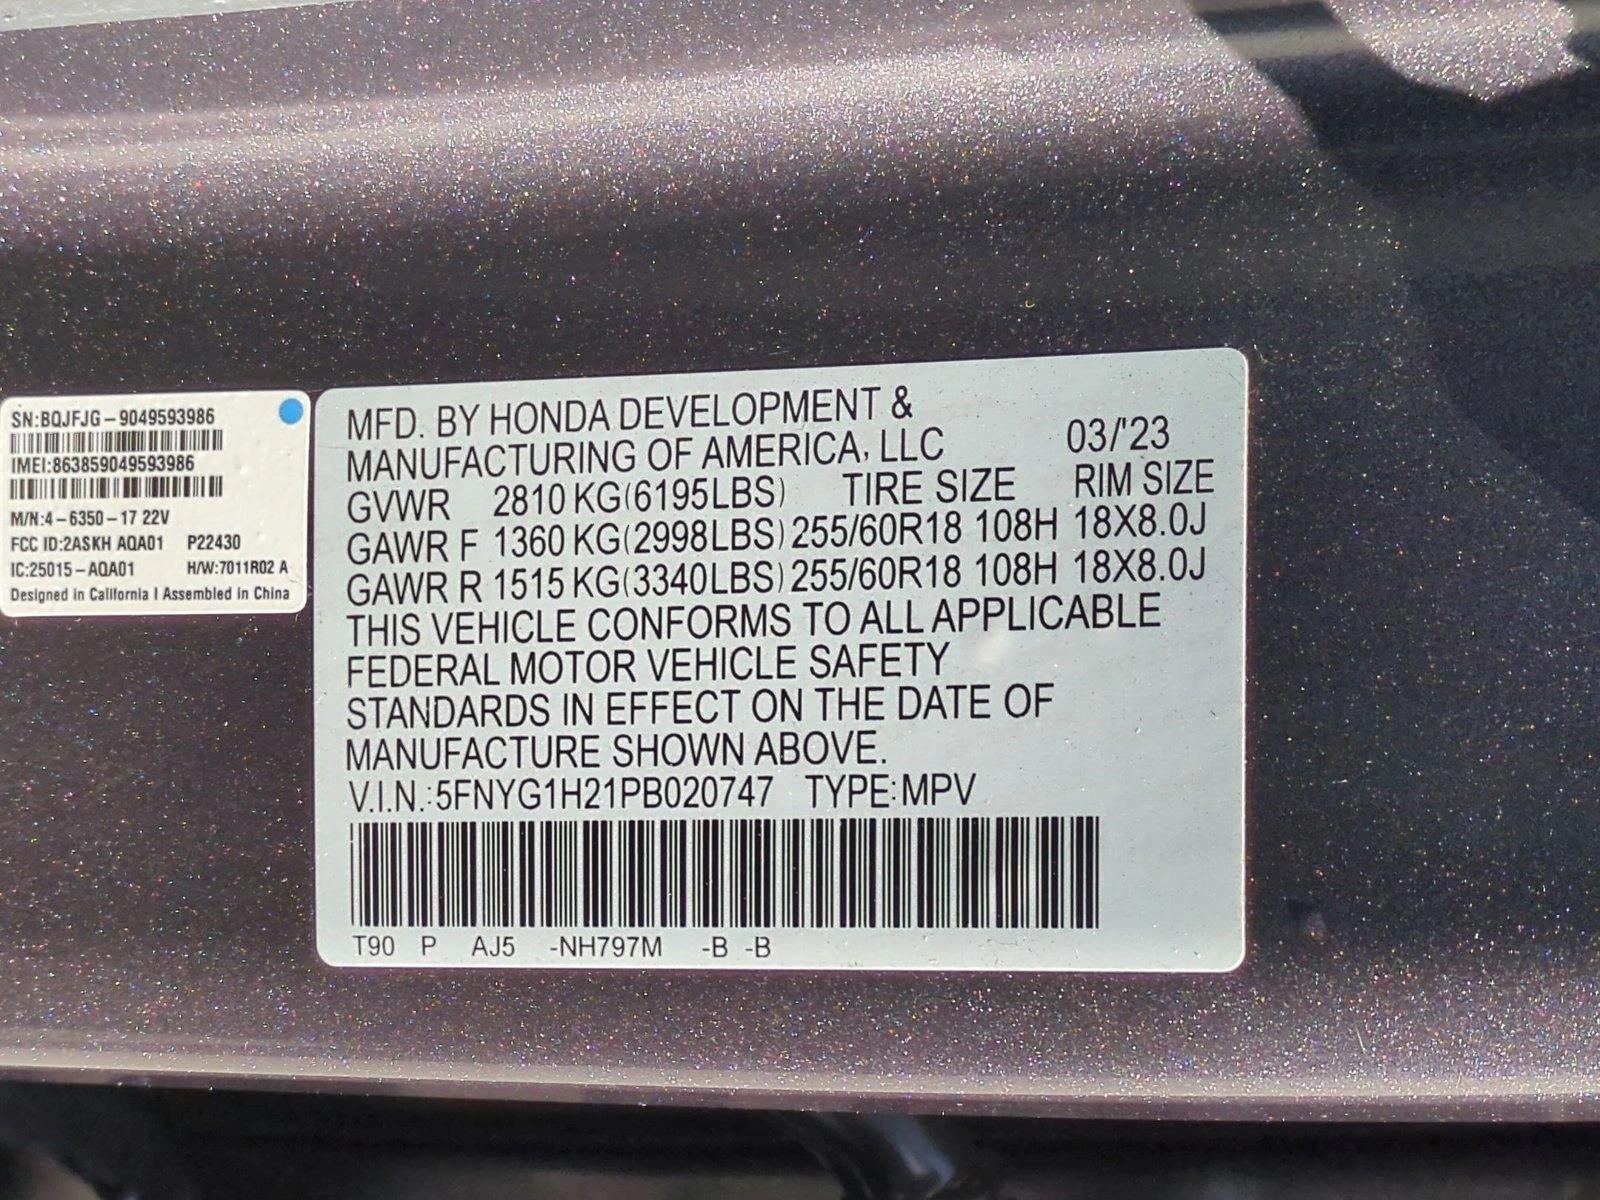 SN:BQJFJG-9049593986
IMEI:863859049593986
M/N:4-6350-17 22V
FCC ID:2ASKH AQA01 P22430
IC:25015-AQA01 H/W:7011R02 A
Designed in California I Assembled in China
MFD. BY HONDA DEVELOPMENT &
MANUFACTURING OF AMERICA, LLC 03/'23
GVWR 2810 KG(6195LBS) TIRE SIZE RIM SIZE
GAWR F 1360 KG(2998LBS) 255/60R18 108H 18X8.0J
GAWR R 1515 KG(3340LBS) 255/60R18 108H 18X8.0J
THIS VEHICLE CONFORMS TO ALL APPLICABLE
FEDERAL MOTOR VEHICLE SAFETY
STANDARDS IN EFFECT ON THE DATE OF
MANUFACTURE SHOWN ABOVE.
V.I.N.:5FNYG1H21PB020747 TYPE:MPV
T90 P AJ5 -NH797M -B -B